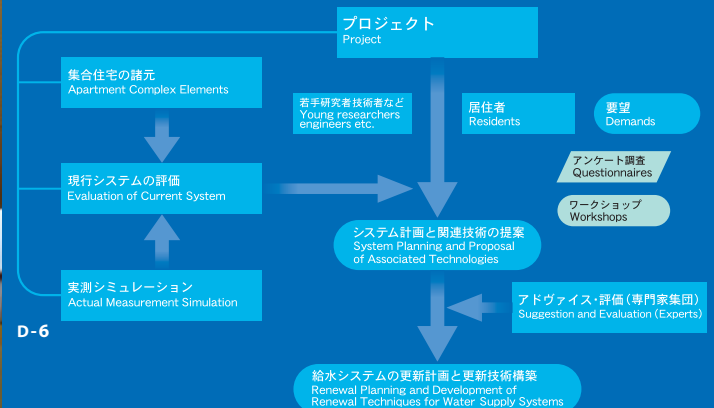 プロジェクト
Project
集合住宅の諸元
Apartment Complex Elements
若手研究者技術者など
Young researchers
engineers etc.
居住者
Residents
要望
Demands
アンケート調査
Questionnaires
現行システムの評価
Evaluation of Current System
ワークショップ
Workshops
システム計画と関連技術の提案
System Planning and Proposal
of Associated Technologies
実測シミュレーション
Actual Measurement Simulation
アドヴァイス・評価（専門家集団）
Suggestion and Evaluation (Experts)
D-6
給水システムの更新計画と更新技術構築
Renewal Planning and Development of
Renewal Techniques for Water Supply Systems